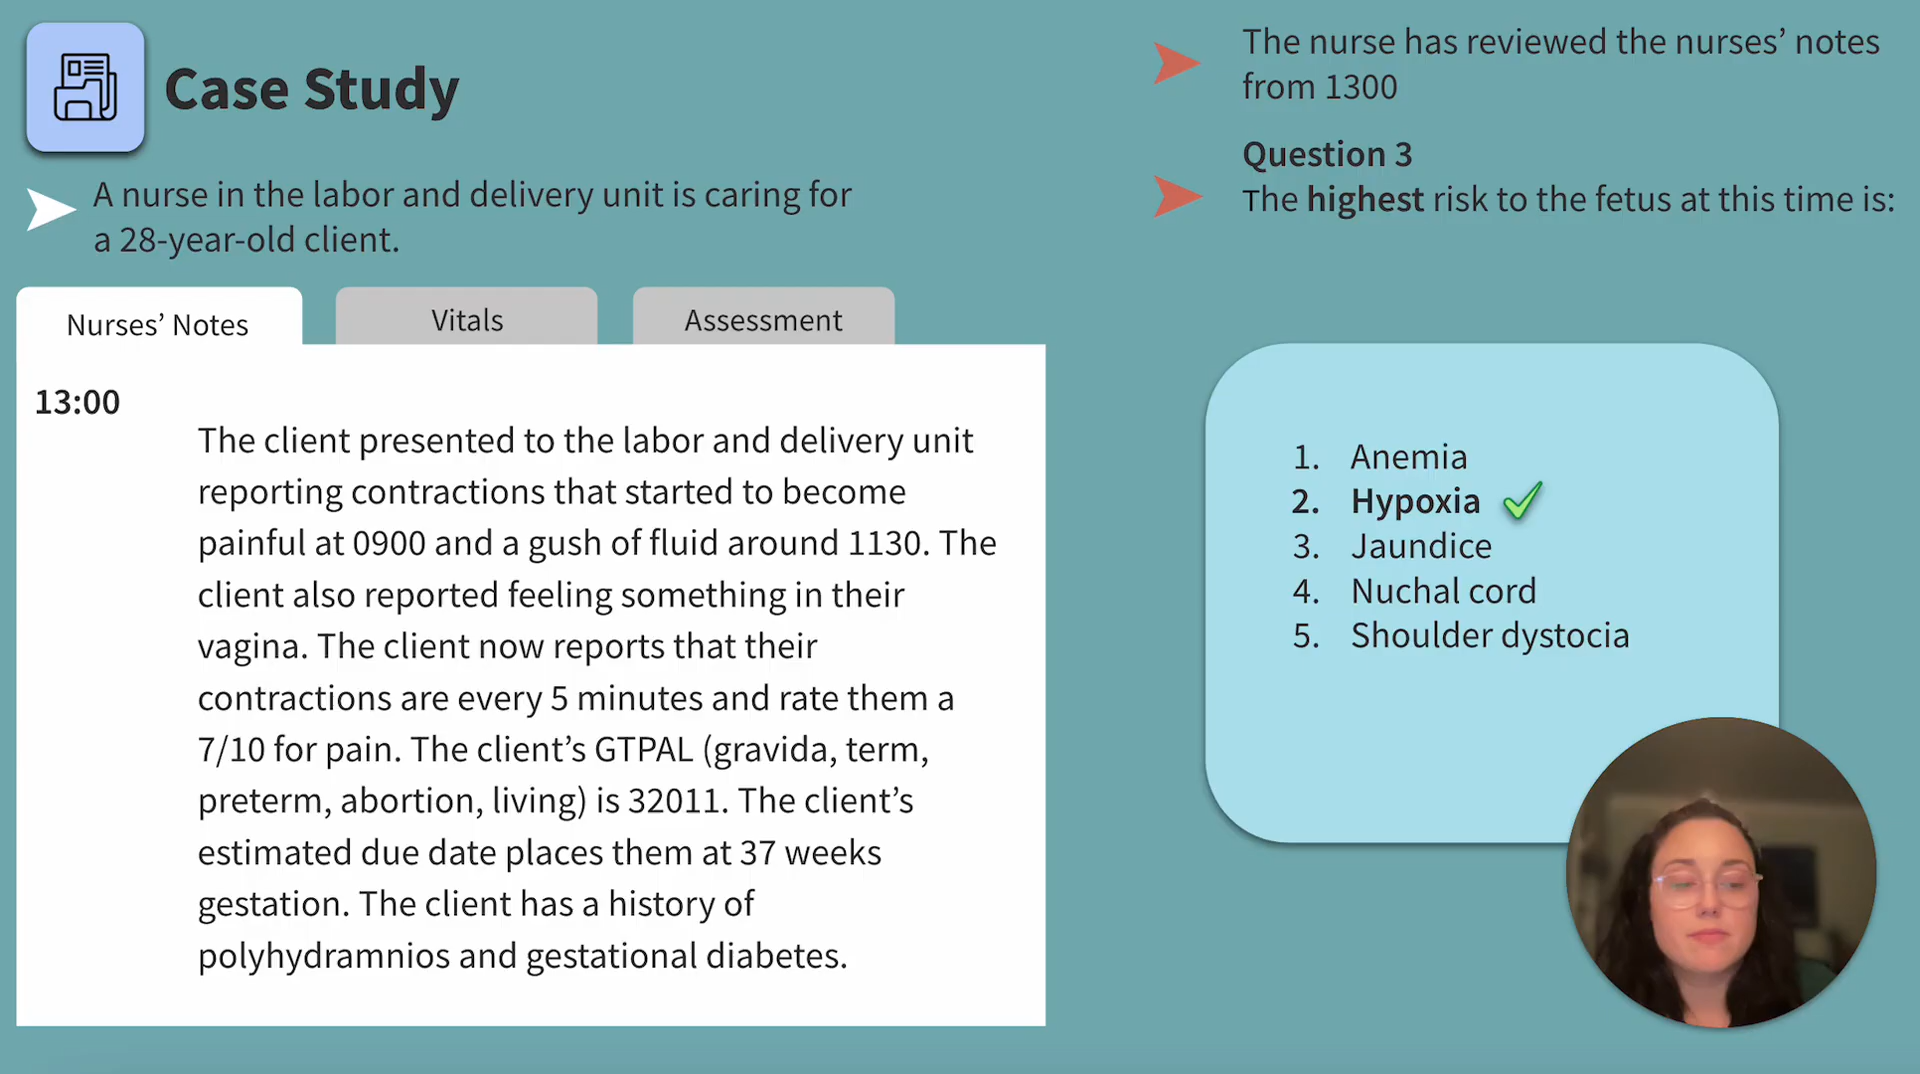 Case Study
A nurse in the labor and delivery unit is caring for
a 28-year-old client.
Nurses’ Notes
Vitals
Assessment
13:00
The client presented to the labor and delivery unit
reporting contractions that started to become
painful at 0900 and a gush of fluid around 1130. The
client also reported feeling something in their
vagina. The client now reports that their
contractions are every 5 minutes and rate them a
7/10 for pain. The client’s GTPAL (gravida, term,
preterm, abortion, living) is 32011. The client’s
estimated due date places them at 37 weeks
gestation. The client has a history of
polyhydramnios and gestational diabetes.
The nurse has reviewed the nurses’ notes
from 1300
Question 3
The highest risk to the fetus at this time is:
1. Anemia
2. Hypoxia
3. Jaundice
4. Nuchal cord
5. Shoulder dystocia